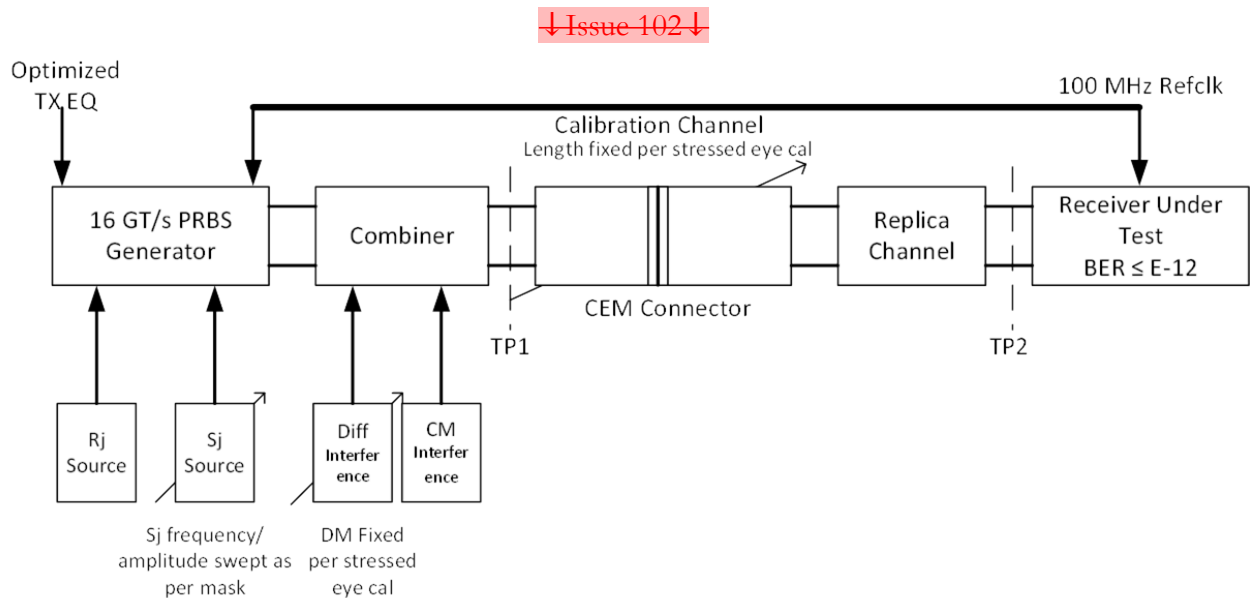 ↓Issue 102↓
Optimized
TX EQ
100 MHz Refclk
Calibration Channel
Length fixed per stressed eye cal
16 GT/s PRBS
Generator
Combiner
Replica
Channel
Receiver Under
Test
BER ≤ E-12
CEM Connector
TP1
TP2
Rj
Source
Sj
Source
Diff
Interfer
ence
CM
Interfer
ence
Sj frequency/
amplitude swept as
per mask
DM Fixed
per stressed
eye cal